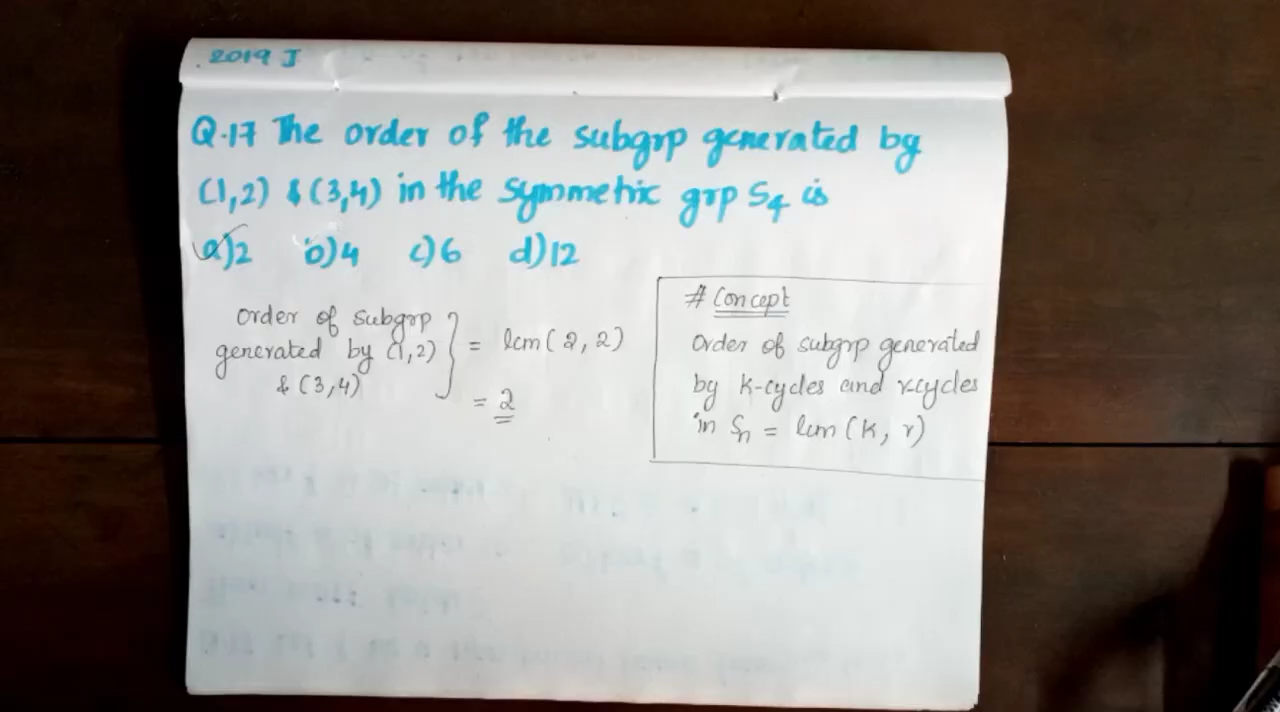 2019 I
Q.17 The order of the subgrp generated by
(1,2) & (3,4) in the symmetric grp S4 is
a)2 b)4 c)6 d)12
order of subgrp
generated by (1,2)
& (3,4)
= lcm(2,2)
= 2
# Concept
Order of subgrp generated
by K-cycles and r-cycles
in Sn = lcm(K, r)